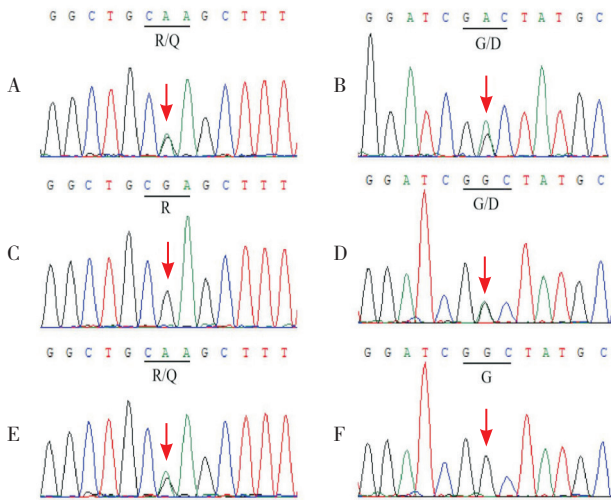 G G C T G C A A G C T T T
R/Q
A
G G A T C G A C T A T G C
G/D
B
G G C T G C G A G C T T T
R
C
G G A T C G G C T A T G C
G/D
D
G G C T G C A A G C T T T
R/Q
E
G G A T C G G C T A T G C
G
F